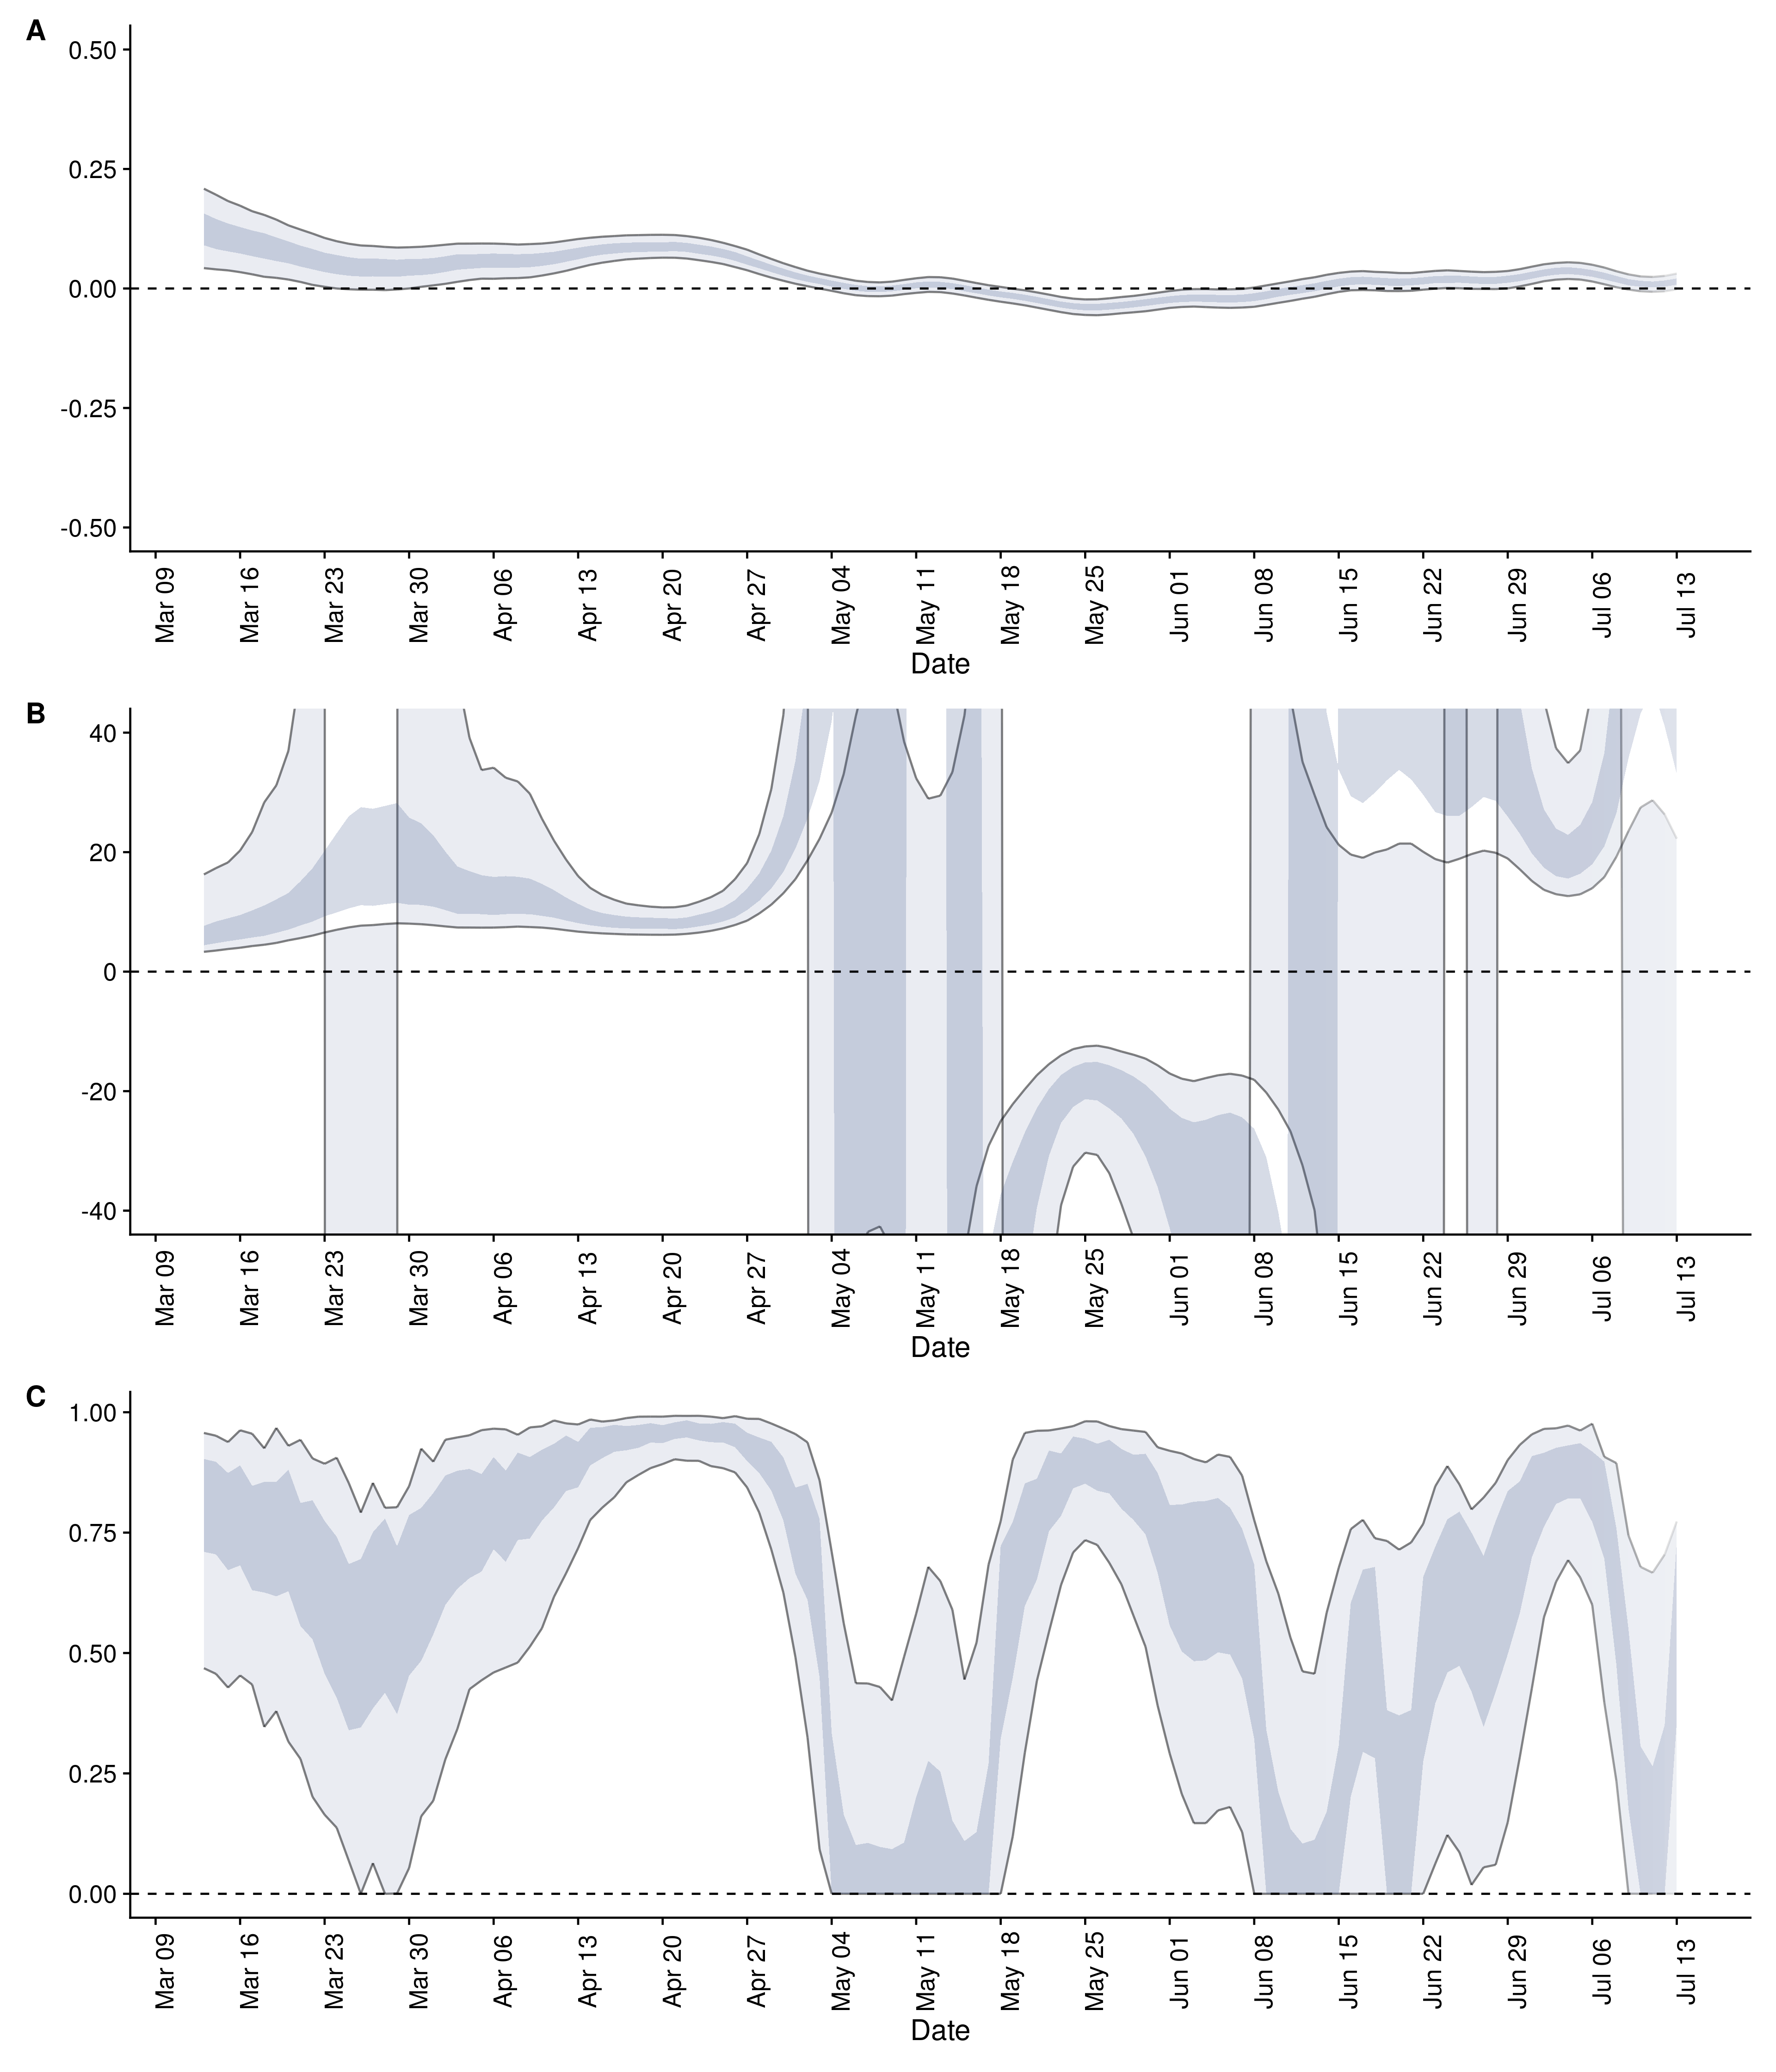 A
0.50
0.25
0.00
-0.25
-0.50
Mar 09
Mar 16
Mar 23
Mar 30
Apr 06
Apr 13
Apr 20
Apr 27
May 04
May 11
May 18
May 25
Jun 01
Jun 08
Jun 15
Jun 22
Jun 29
Jul 06
Jul 13
Date
B
40
20
0
-20
-40
Mar 09
Mar 16
Mar 23
Mar 30
Apr 06
Apr 13
Apr 20
Apr 27
May 04
May 11
May 18
May 25
Jun 01
Jun 08
Jun 15
Jun 22
Jun 29
Jul 06
Jul 13
Date
C
1.00
0.75
0.50
0.25
0.00
Mar 09
Mar 16
Mar 23
Mar 30
Apr 06
Apr 13
Apr 20
Apr 27
May 04
May 11
May 18
May 25
Jun 01
Jun 08
Jun 15
Jun 22
Jun 29
Jul 06
Jul 13
Date